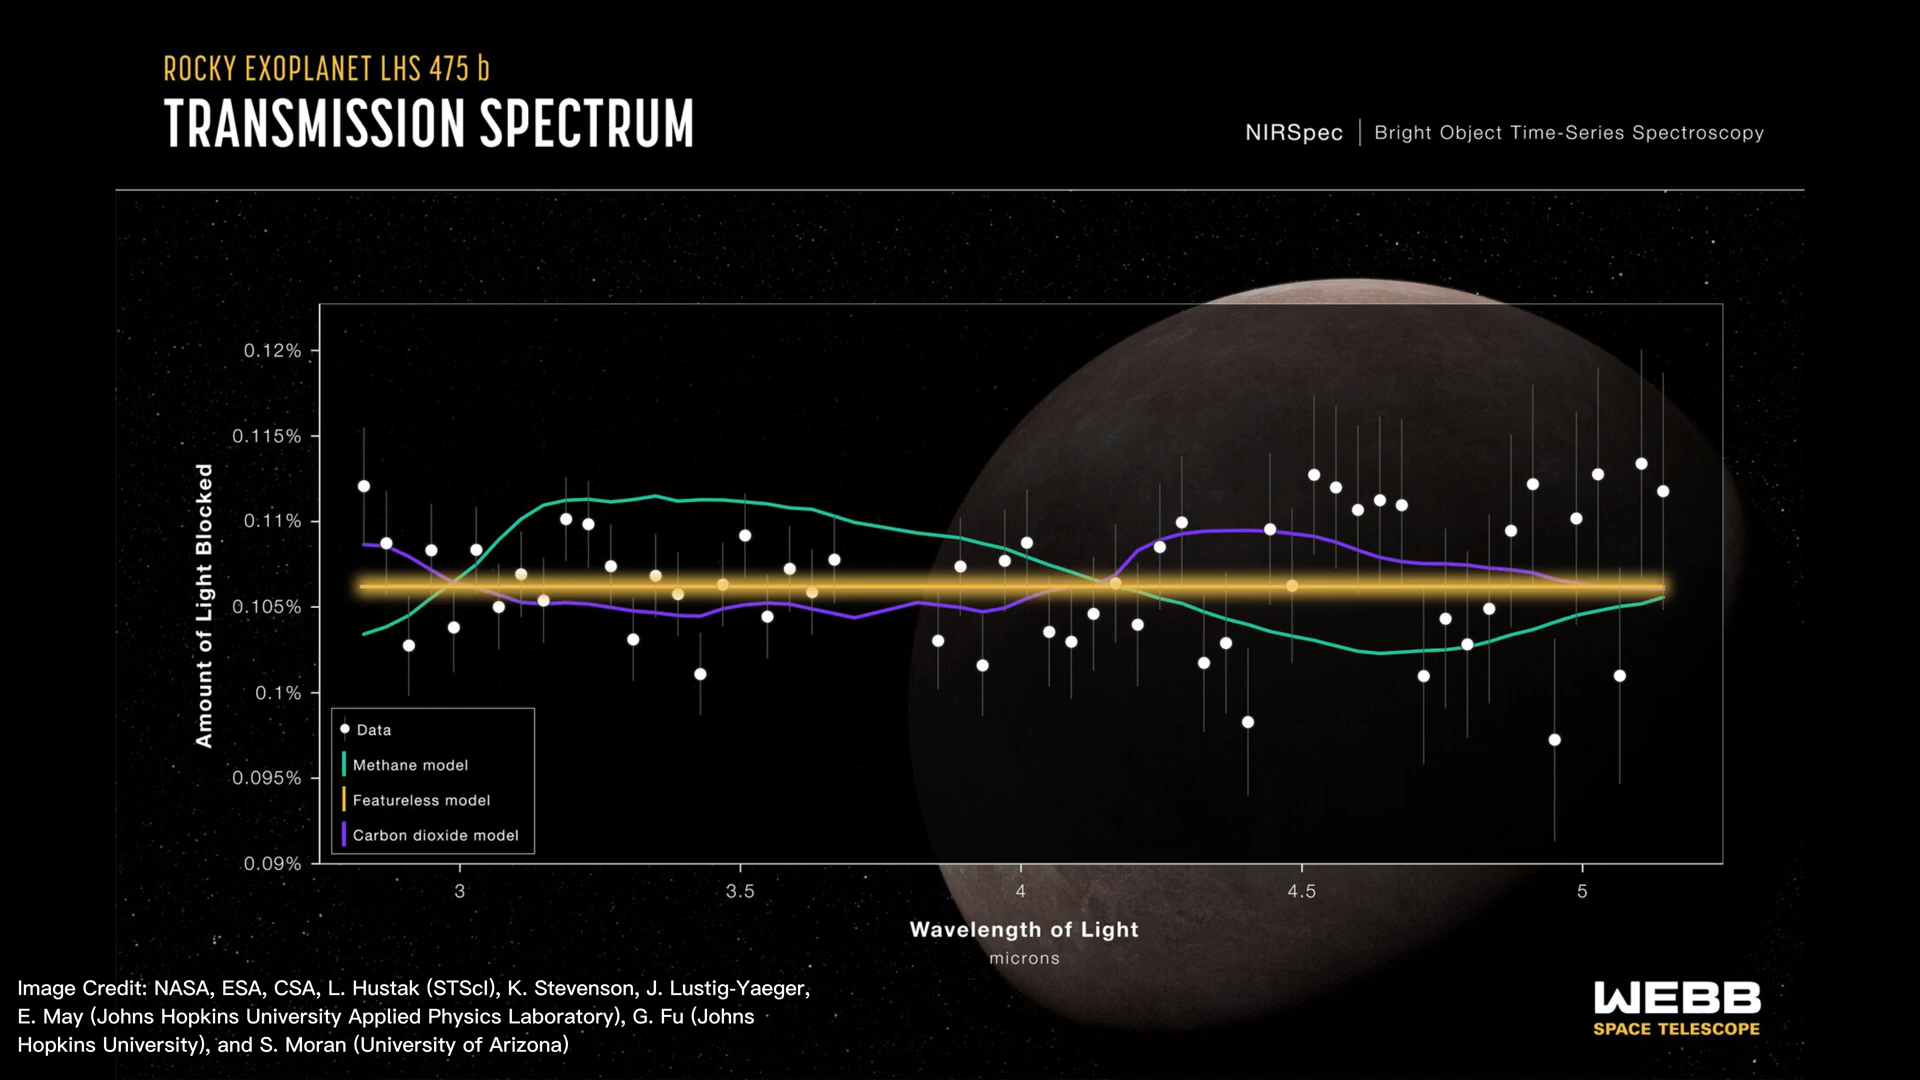 ROCKY EXOPLANET LHS 475 b
TRANSMISSION SPECTRUM
NIRSpec | Bright Object Time-Series Spectroscopy
Amount of Light Blocked
0.12%
0.115%
0.11%
0.105%
0.1%
0.095%
0.09%
Data
Methane model
Featureless model
Carbon dioxide model
3 3.5 4 4.5 5
Wavelength of Light
microns
Image Credit: NASA, ESA, CSA, L. Hustak (STScI), K. Stevenson, J. Lustig-Yaeger,
E. May (Johns Hopkins University Applied Physics Laboratory), G. Fu (Johns
Hopkins University), and S. Moran (University of Arizona)
WEBB
SPACE TELESCOPE